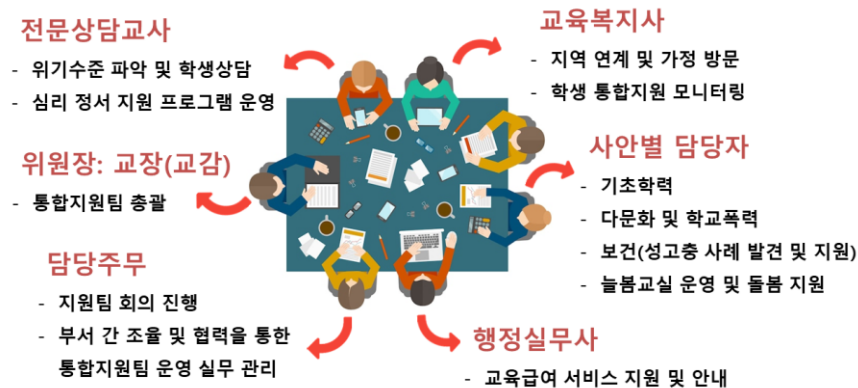 전문상담교사
- 위기수준 파악 및 학생상담
- 심리 정서 지원 프로그램 운영
위원장: 교장(교감)
- 통합지원팀 총괄
담당주무
- 지원팀 회의 진행
- 부서 간 조율 및 협력을 통한
통합지원팀 운영 실무 관리
교육복지사
- 지역 연계 및 가정 방문
- 학생 통합지원 모니터링
사안별 담당자
- 기초학력
- 다문화 및 학교폭력
- 보건(성고충 사례 발견 및 지원)
- 늘봄교실 운영 및 돌봄 지원
행정실무사
- 교육급여 서비스 지원 및 안내